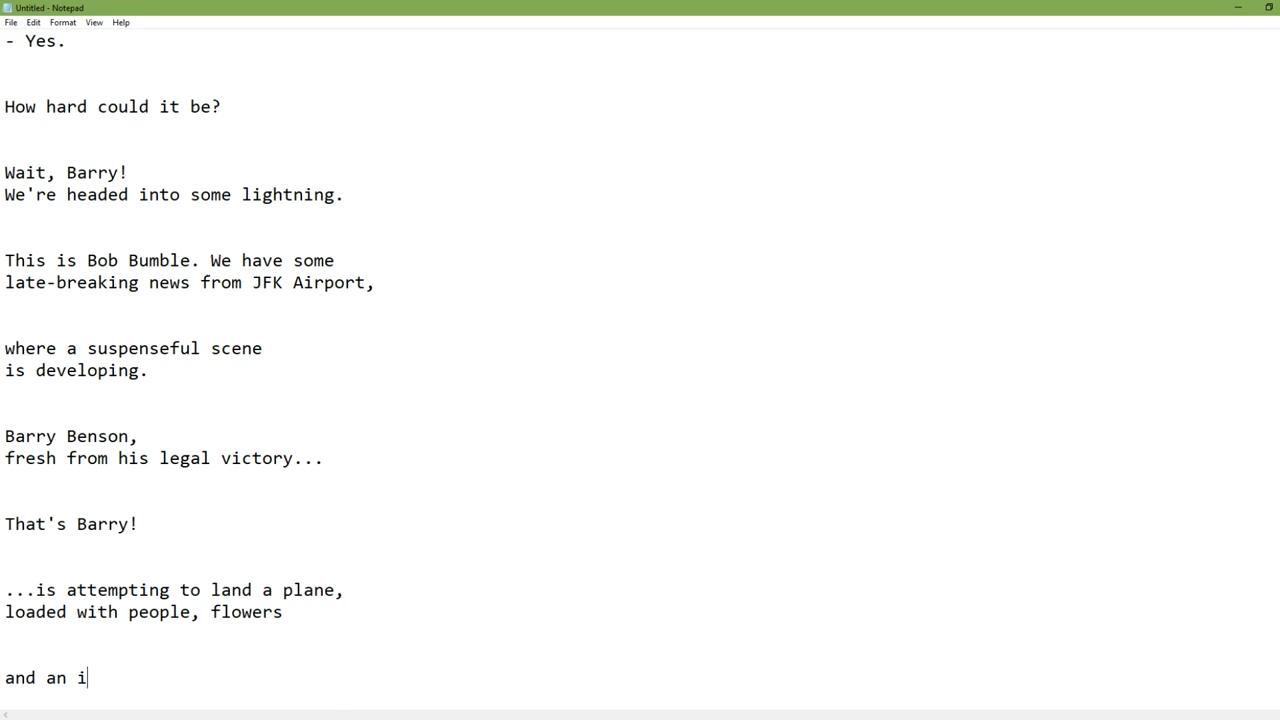 Untitled - Notepad
File Edit Format View Help
- Yes.
How hard could it be?
Wait, Barry!
We're headed into some lightning.
This is Bob Bumble. We have some
late-breaking news from JFK Airport,
where a suspenseful scene
is developing.
Barry Benson,
fresh from his legal victory...
That's Barry!
...is attempting to land a plane,
loaded with people, flowers
and an i